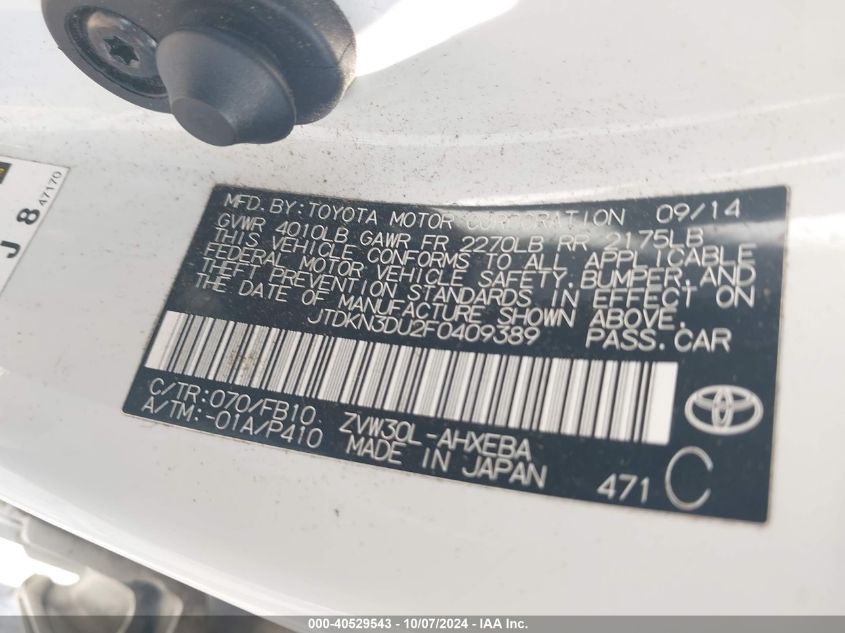 J 8
47170
MFD. BY: TOYOTA MOTOR CORPORATION 09/14
GVWR 4010LB GAWR FR 2270LB RR 2175LB
THIS VEHICLE CONFORMS TO ALL APPLICABLE
FEDERAL MOTOR VEHICLE SAFETY, BUMPER, AND
THEFT PREVENTION STANDARDS IN EFFECT ON
THE DATE OF MANUFACTURE SHOWN ABOVE.
JTDKN3DU2F0409389 PASS. CAR
C/TR:070/FB10. ZVW30L-AHXEBA
A/TM:-01A/P410 MADE IN JAPAN
471 C
000-40529543 - 10/07/2024 - IAA Inc.